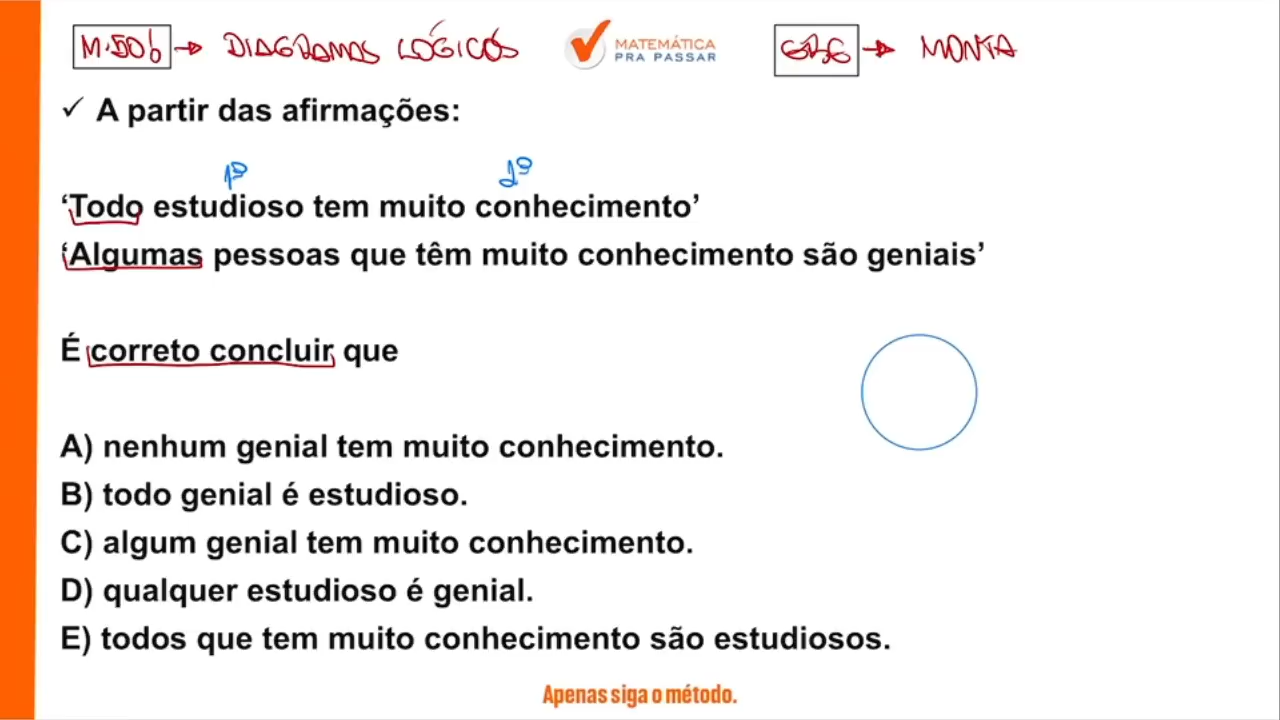 → DIAGRAMAS LÓGICOS
MATEMÁTICA
PRA PASSAR
→ MONTA
✓ A partir das afirmações:
1º 2º
‘Todo estudioso tem muito conhecimento’
‘Algumas pessoas que têm muito conhecimento são geniais’
É correto concluir que
A) nenhum genial tem muito conhecimento.
B) todo genial é estudioso.
C) algum genial tem muito conhecimento.
D) qualquer estudioso é genial.
E) todos que tem muito conhecimento são estudiosos.
Apenas siga o método.